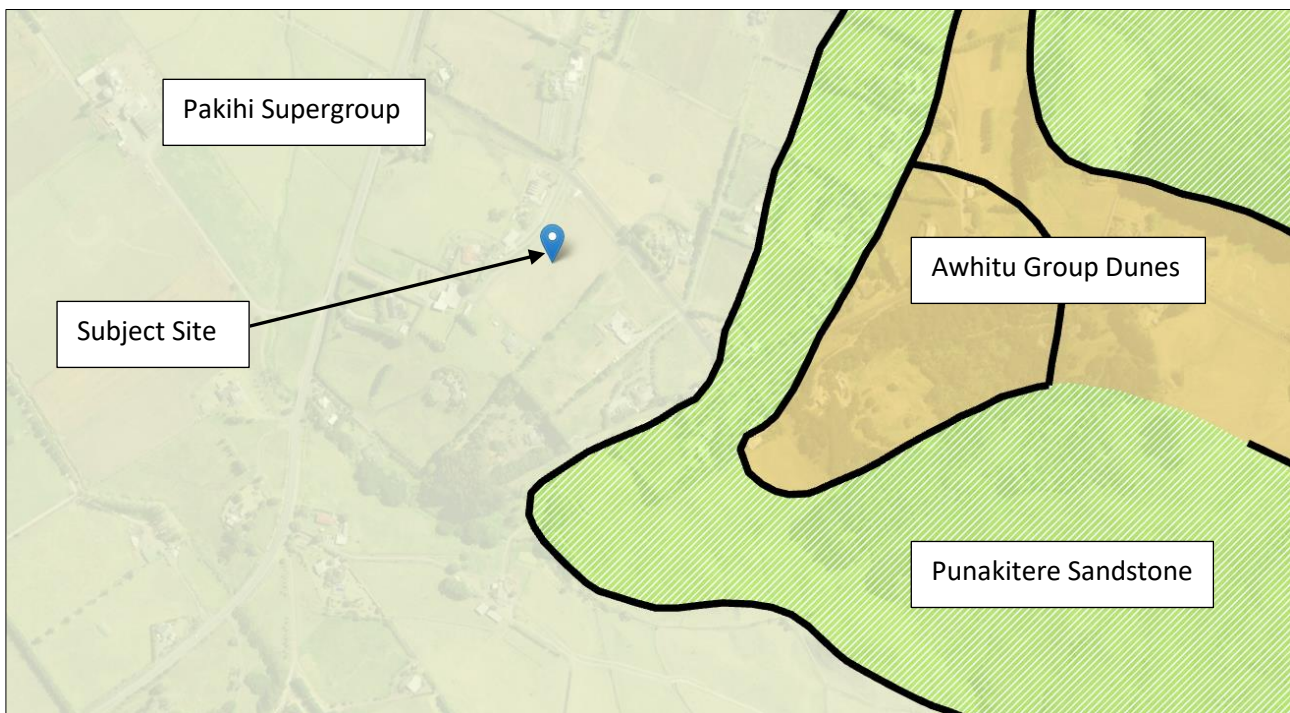 Pakihi Supergroup
Awhitu Group Dunes
Subject Site
Punakitere Sandstone